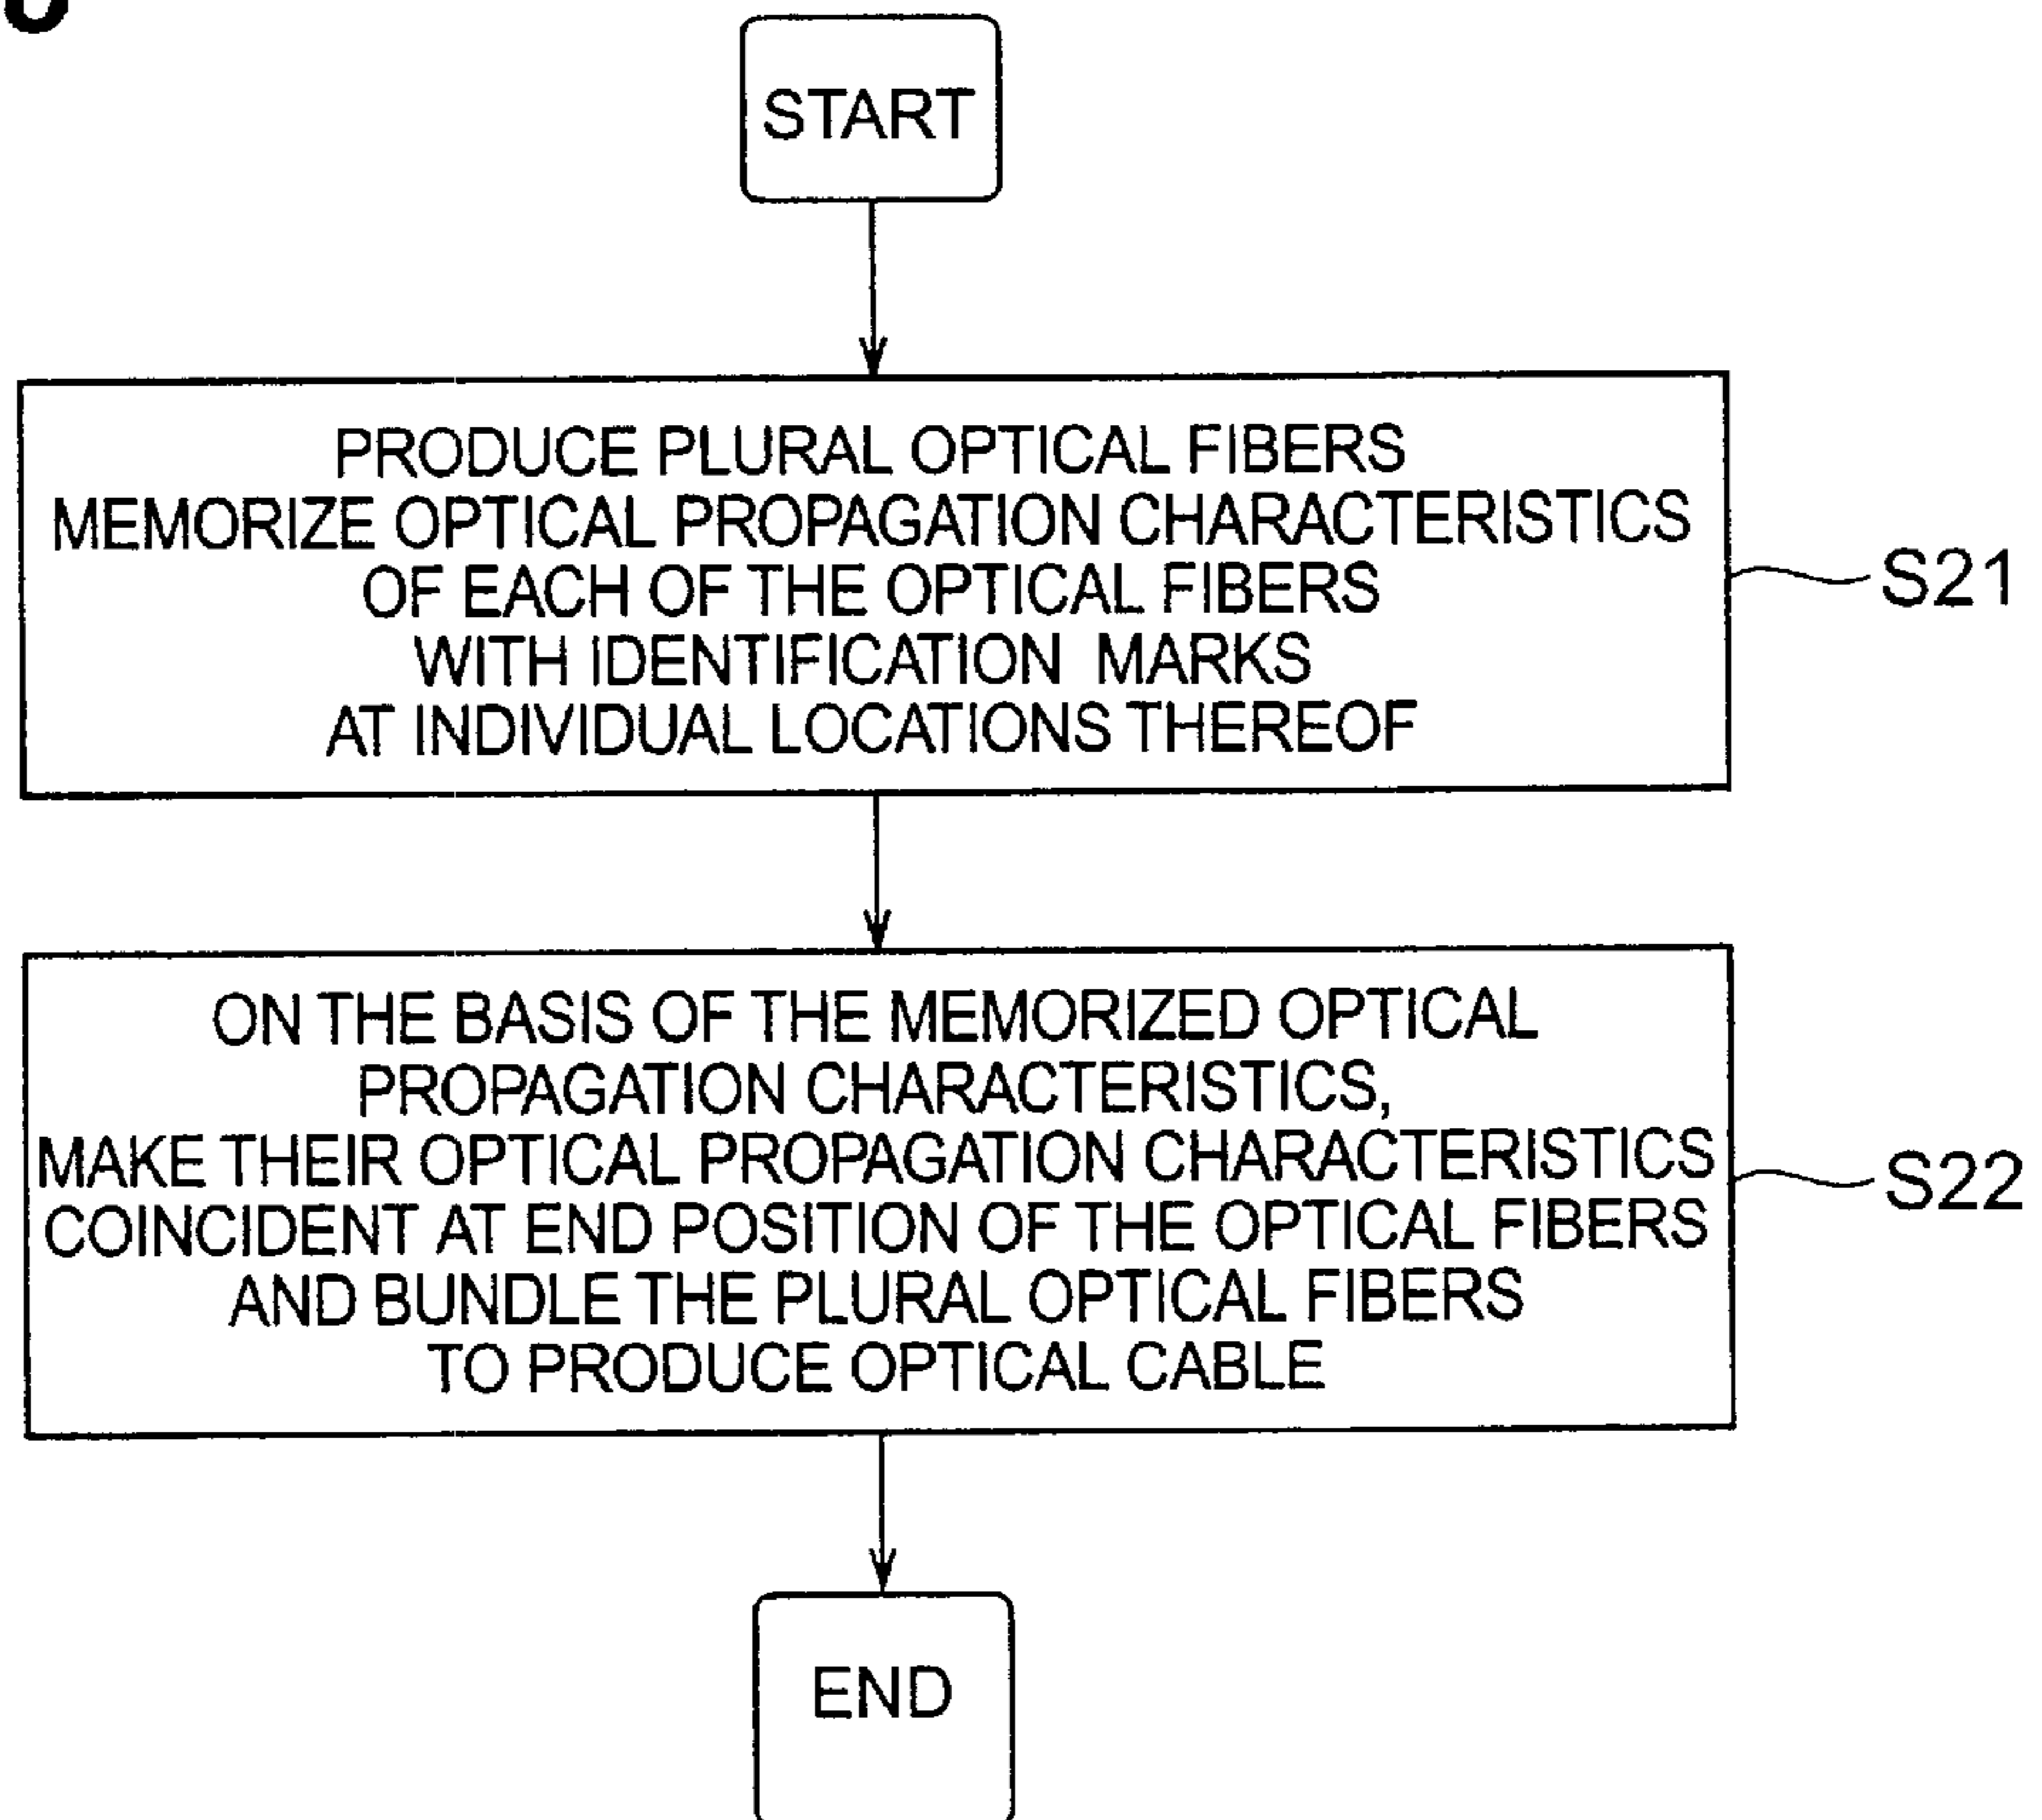 START
PRODUCE PLURAL OPTICAL FIBERS
MEMORIZE OPTICAL PROPAGATION CHARACTERISTICS
OF EACH OF THE OPTICAL FIBERS
WITH IDENTIFICATION MARKS
AT INDIVIDUAL LOCATIONS THEREOF
S21
ON THE BASIS OF THE MEMORIZED OPTICAL
PROPAGATION CHARACTERISTICS,
MAKE THEIR OPTICAL PROPAGATION CHARACTERISTICS
COINCIDENT AT END POSITION OF THE OPTICAL FIBERS
AND BUNDLE THE PLURAL OPTICAL FIBERS
TO PRODUCE OPTICAL CABLE
S22
END